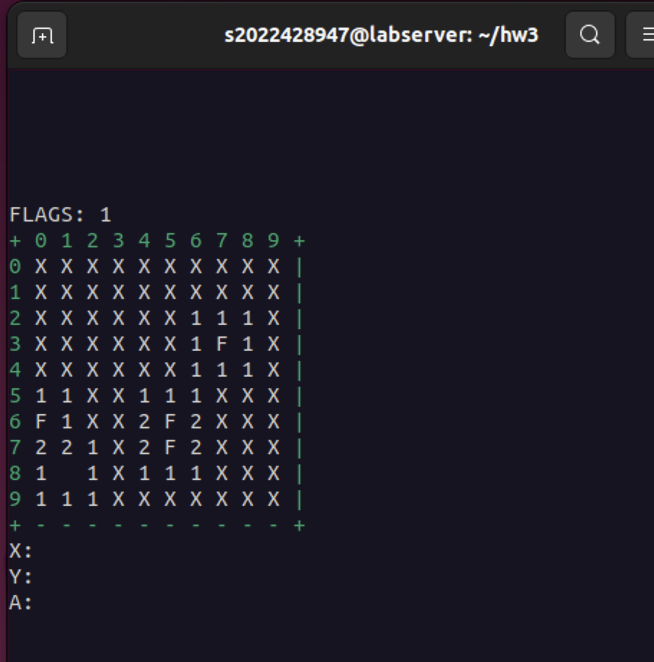 s2022428947@labserver: ~/hw3
FLAGS: 1
+ 0 1 2 3 4 5 6 7 8 9 +
0 X X X X X X X X X X |
1 X X X X X X X X X X |
2 X X X X X X 1 1 1 X |
3 X X X X X X 1 F 1 X |
4 X X X X X X 1 1 1 X |
5 1 1 X X 1 1 1 X X X |
6 F 1 X X 2 F 2 X X X |
7 2 2 1 X 2 F 2 X X X |
8 1   1 X 1 1 1 X X X |
9 1 1 1 X X X X X X X |
+ - - - - - - - - - - +
X:
Y:
A: